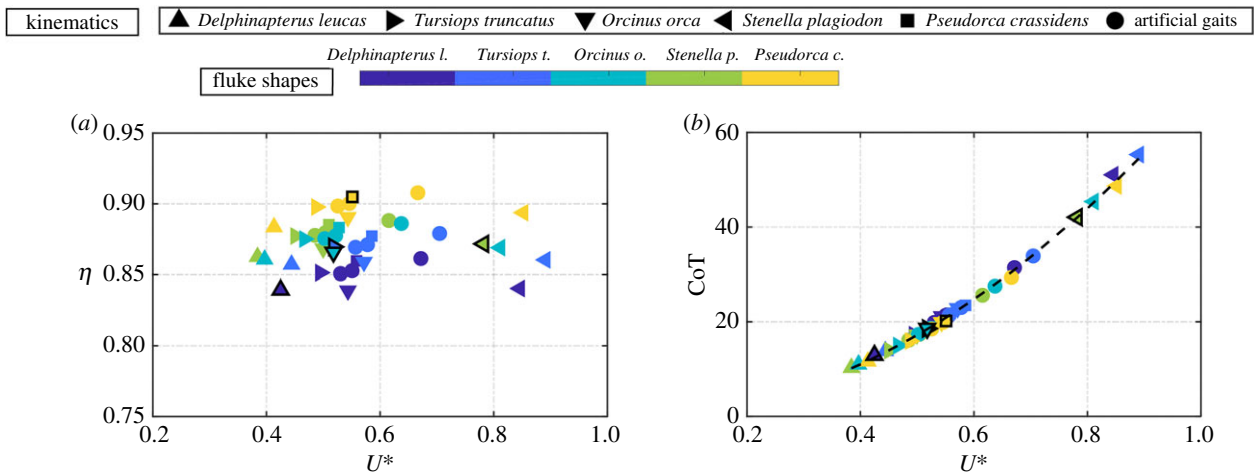 kinematics Delphinapterus leucas Tursiops truncatus Orcinus orca Stenella plagiodon Pseudorca crassidens artificial gaits
Delphinapterus l. Tursiops t. Orcinus o. Stenella p. Pseudorca c.
fluke shapes
(a) 0.95
0.90
0.85
η
0.80
0.75
0.2 0.4 0.6 0.8 1.0
U*
(b) 60
40
CoT
20
0
0.2 0.4 0.6 0.8 1.0
U*